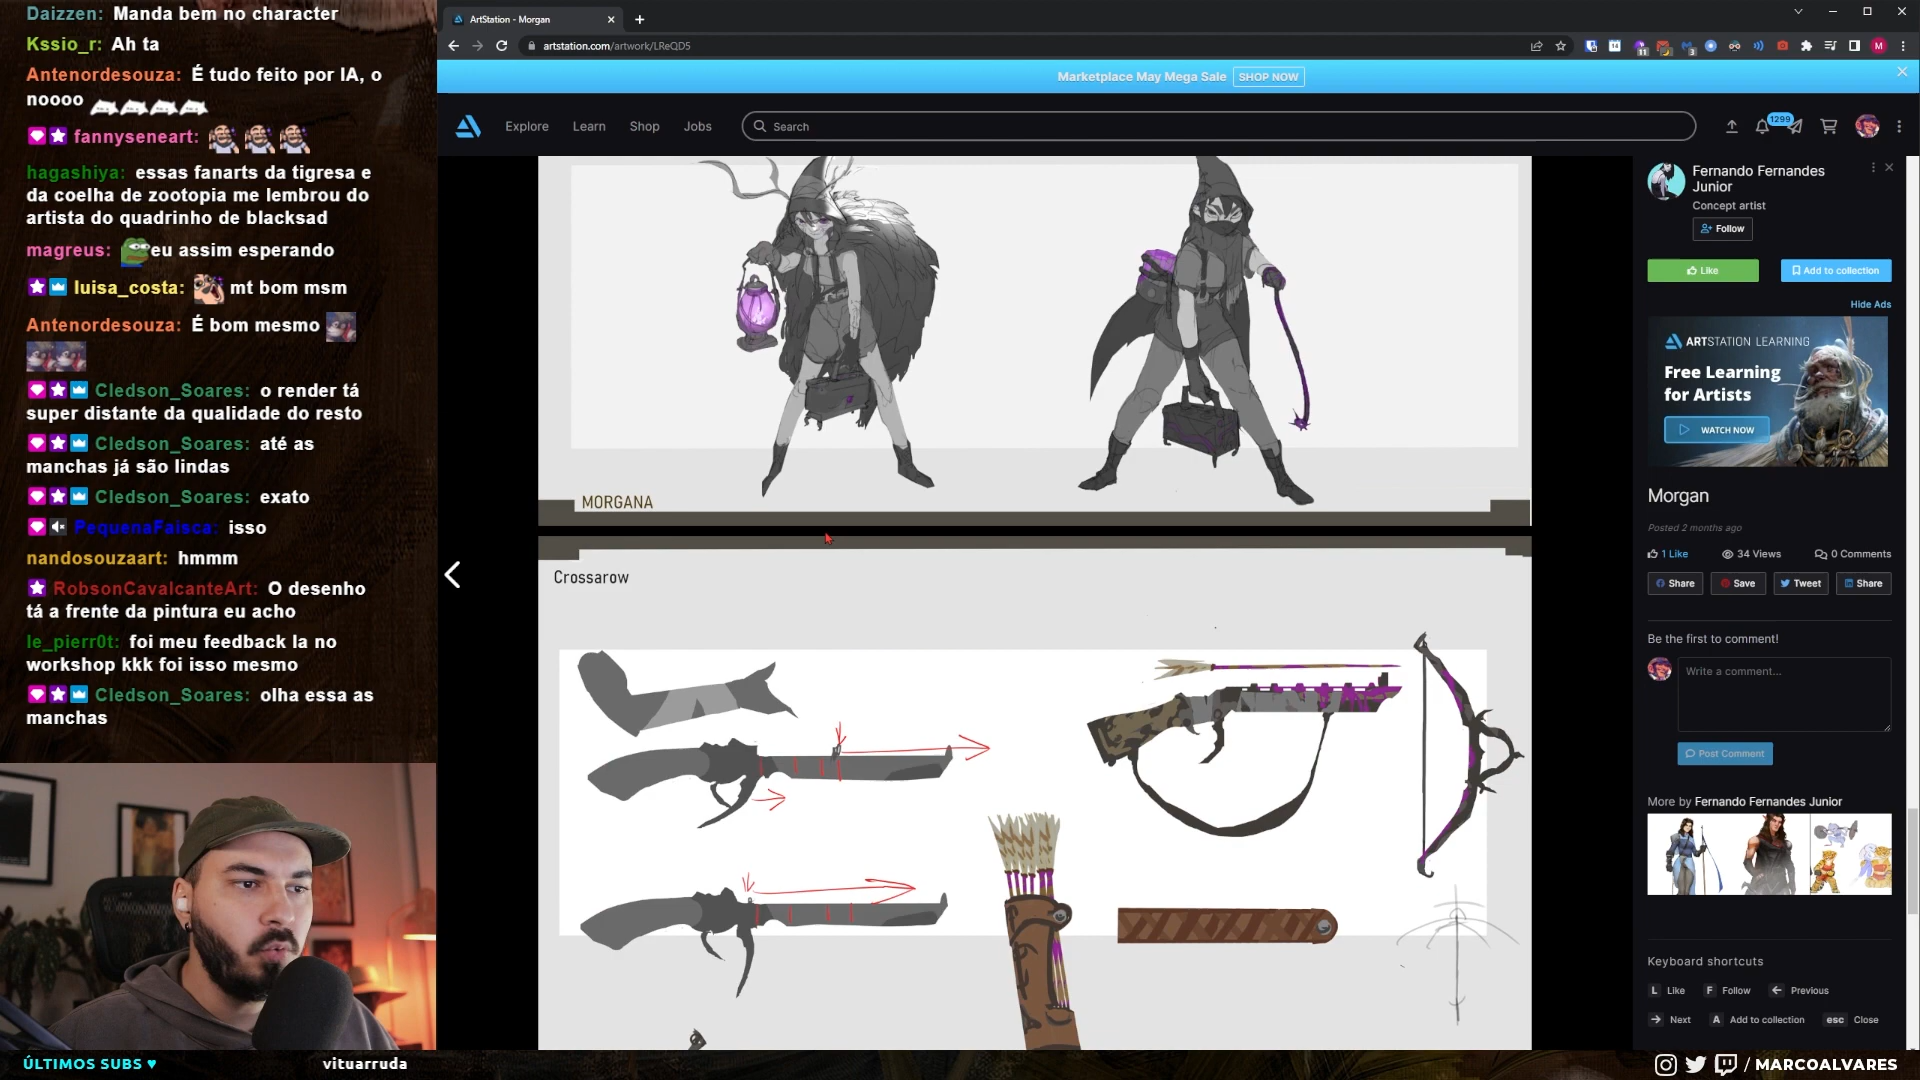 Daizzen: Manda bem no character
Kssio_r: Ah ta
Antenordesouza: É tudo feito por IA, o
noooo
fannyseneart:
hagashiya: essas fanarts da tigresa e
da coelha de zootopia me lembrou do
artista do quadrinho de blacksad
magreus: eu assim esperando
luisa_costa: mt bom msm
Antenordesouza: É bom mesmo
Cledson_Soares: o render tá
super distante da qualidade do resto
Cledson_Soares: até as
manchas já são lindas
Cledson_Soares: exato
PequenaFaisca: isso
nandosouzaart: hmmm
RobsonCavalcanteArt: O desenho
tá a frente da pintura eu acho
le_pierr0t: foi meu feedback la no
workshop kkk foi isso mesmo
Cledson_Soares: olha essa as
manchas
ÚLTIMOS SUBS ♥ vituarruda
ArtStation - Morgan
artstation.com/artwork/LReQD5
Marketplace May Mega Sale SHOP NOW
Explore Learn Shop Jobs Search 1299
MORGANA
Crossarow
Fernando Fernandes
Junior
Concept artist
Follow
Like Add to collection
Hide Ads
ARTSTATION LEARNING
Free Learning
for Artists
WATCH NOW
Morgan
Posted 2 months ago
1 Like 34 Views 0 Comments
Share Save Tweet Share
Be the first to comment!
Write a comment...
Post Comment
More by Fernando Fernandes Junior
Keyboard shortcuts
L Like F Follow ← Previous
→ Next A Add to collection esc Close
/ MARCOALVARES